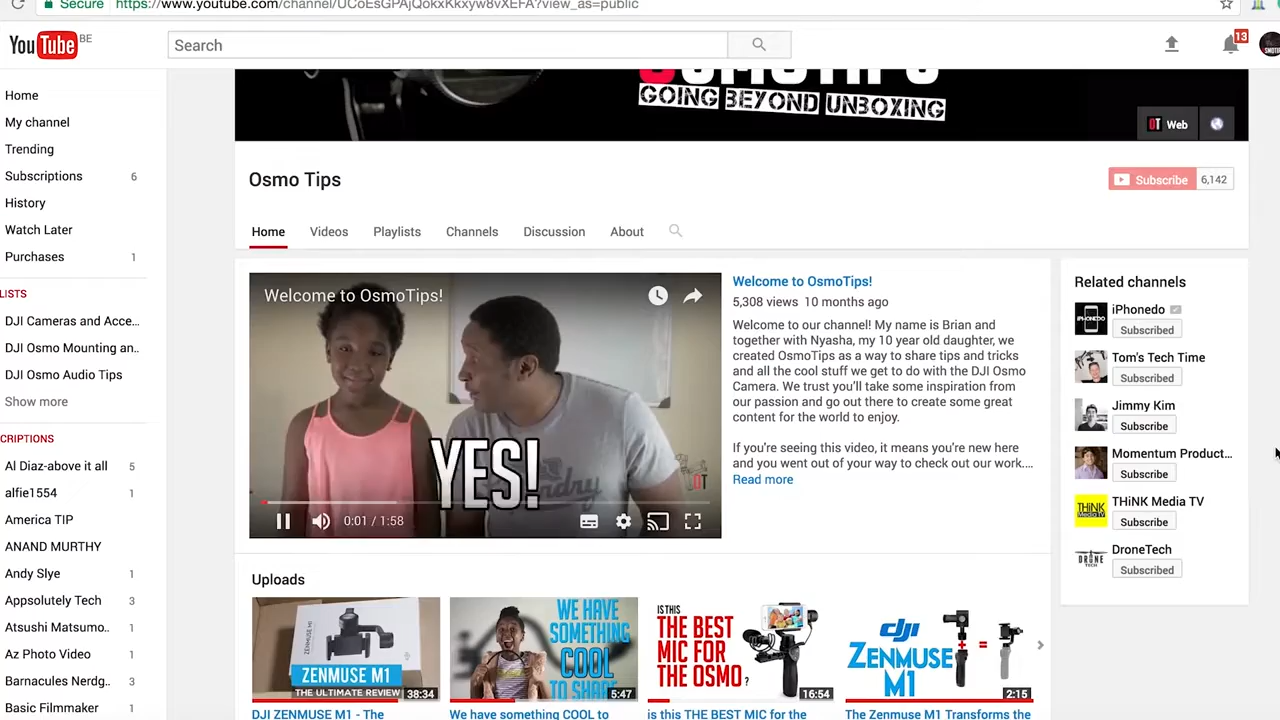 Secure https://www.youtube.com/channel/UCoEsGPAjQokxKkxyw8vXEFA?view_as=public
YouTube BE
Search
13
Home
My channel
Trending
Subscriptions 6
History
Watch Later
Purchases 1
LISTS
DJI Cameras and Acce...
DJI Osmo Mounting an..
DJI Osmo Audio Tips
Show more
CRIPTIONS
Al Diaz-above it all 5
alfie1554 1
America TIP
ANAND MURTHY
Andy Slye 1
Appsolutely Tech 3
Atsushi Matsumo.. 1
Az Photo Video 1
Barnacules Nerdg.. 3
Basic Filmmaker 1
GOING BEYOND UNBOXING
OT Web
Osmo Tips
Subscribe 6,142
Home Videos Playlists Channels Discussion About
Welcome to OsmoTips!
YES!
OT
0:01 / 1:58
Welcome to OsmoTips!
5,308 views 10 months ago
Welcome to our channel! My name is Brian and
together with Nyasha, my 10 year old daughter, we
created OsmoTips as a way to share tips and tricks
and all the cool stuff we get to do with the DJI Osmo
Camera. We trust you'll take some inspiration from
our passion and go out there to create some great
content for the world to enjoy.
If you're seeing this video, it means you're new here
and you went out of your way to check out our work....
Read more
Related channels
iPhonedo
Subscribed
Tom's Tech Time
Subscribed
Jimmy Kim
Subscribe
Momentum Product...
Subscribe
THiNK Media TV
Subscribe
DroneTech
Subscribed
Uploads
ZENMUSE M1
THE ULTIMATE REVIEW
38:34
DJI ZENMUSE M1 - The
WE HAVE
SOMETHING
COOL
TO SHARE
5:47
We have something COOL to
IS THIS
THE BEST
MIC FOR
THE OSMO?
16:54
is this THE BEST MIC for the
dji
ZENMUSE
M1
+ =
2:15
The Zenmuse M1 Transforms the